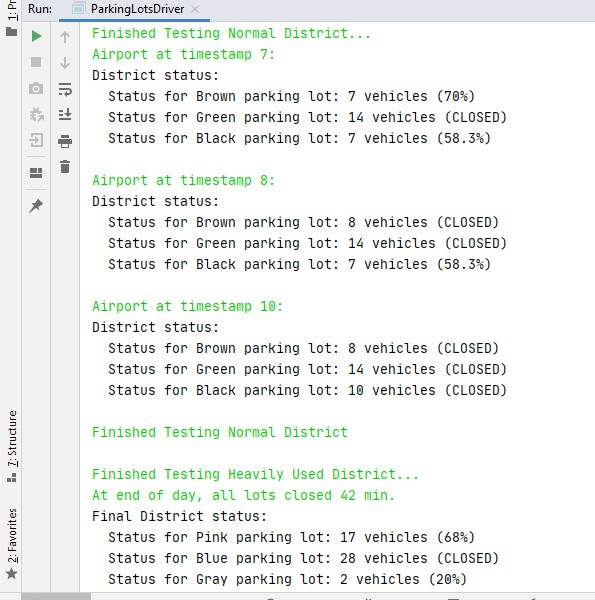 Run: ParkingLotsDriver ×
Finished Testing Normal District...
Airport at timestamp 7:
District status:
Status for Brown parking lot: 7 vehicles (70%)
Status for Green parking lot: 14 vehicles (CLOSED)
Status for Black parking lot: 7 vehicles (58.3%)
Airport at timestamp 8:
District status:
Status for Brown parking lot: 8 vehicles (CLOSED)
Status for Green parking lot: 14 vehicles (CLOSED)
Status for Black parking lot: 7 vehicles (58.3%)
Airport at timestamp 10:
District status:
Status for Brown parking lot: 8 vehicles (CLOSED)
Status for Green parking lot: 14 vehicles (CLOSED)
Status for Black parking lot: 10 vehicles (CLOSED)
Finished Testing Normal District
Finished Testing Heavily Used District...
At end of day, all lots closed 42 min.
Final District status:
Status for Pink parking lot: 17 vehicles (68%)
Status for Blue parking lot: 28 vehicles (CLOSED)
Status for Gray parking lot: 2 vehicles (20%)
7: Structure
2: Favorites